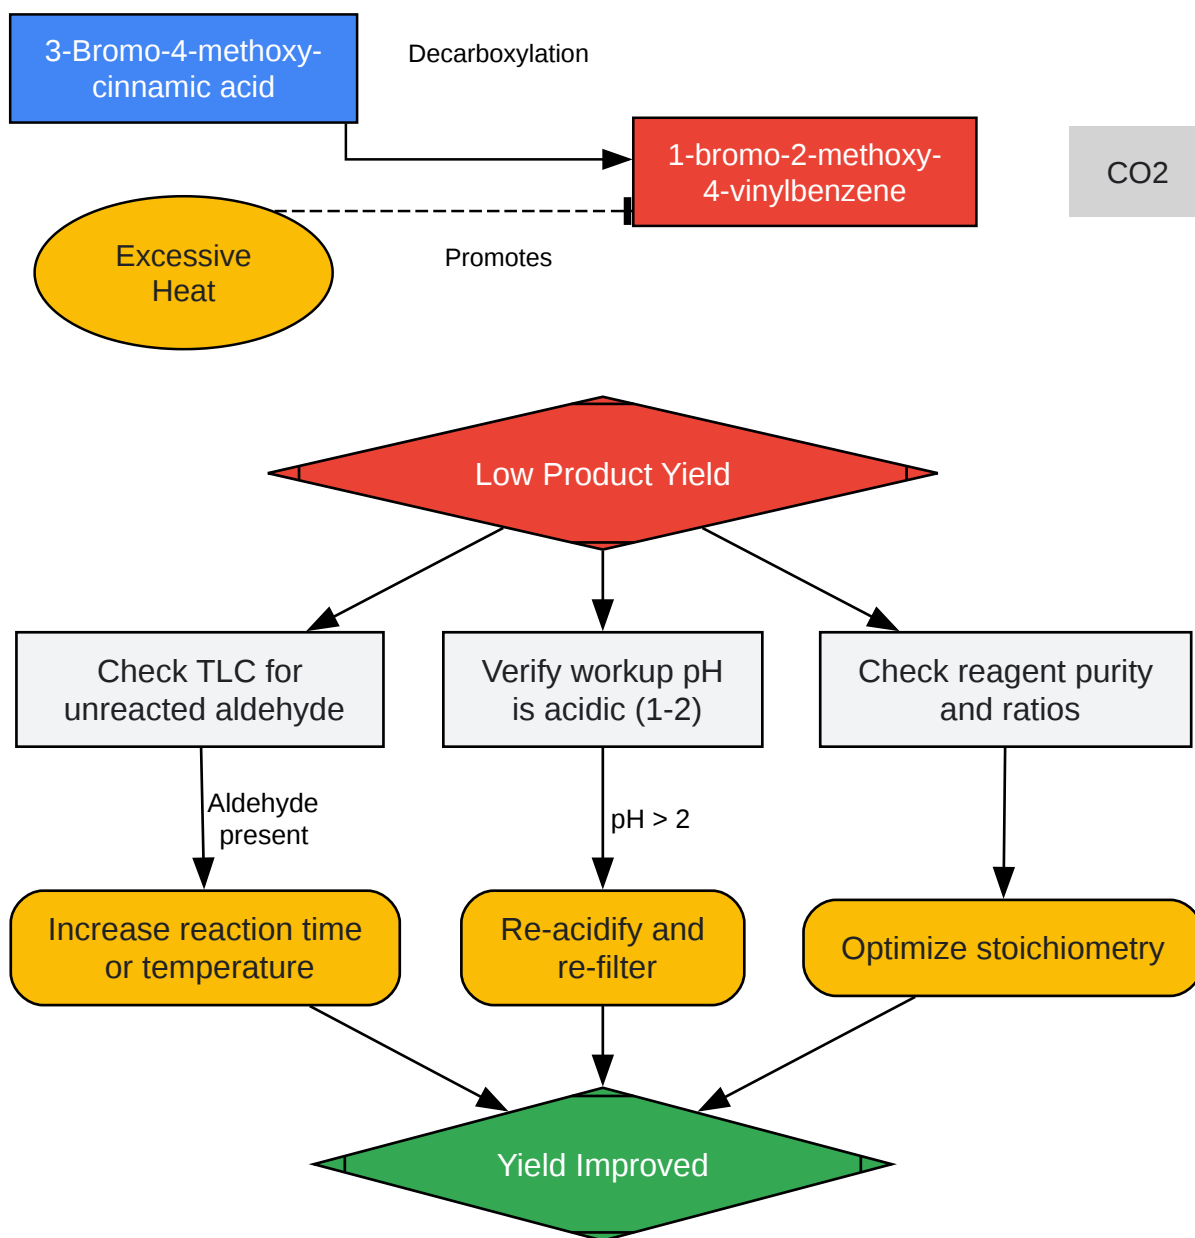 3-Bromo-4-methoxy-
cinnamic acid
Decarboxylation
1-bromo-2-methoxy-
4-vinylbenzene
CO2
Excessive
Heat
Promotes
Low Product Yield
Check TLC for
unreacted aldehyde
Verify workup pH
is acidic (1-2)
Check reagent purity
and ratios
Aldehyde
present
pH > 2
Increase reaction time
or temperature
Re-acidify and
re-filter
Optimize stoichiometry
Yield Improved